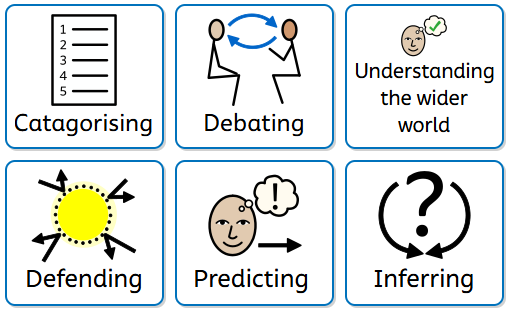 1
2
3
4
5
Catagorising
Debating
Understanding
the wider
world
Defending
!
Predicting
?
Inferring